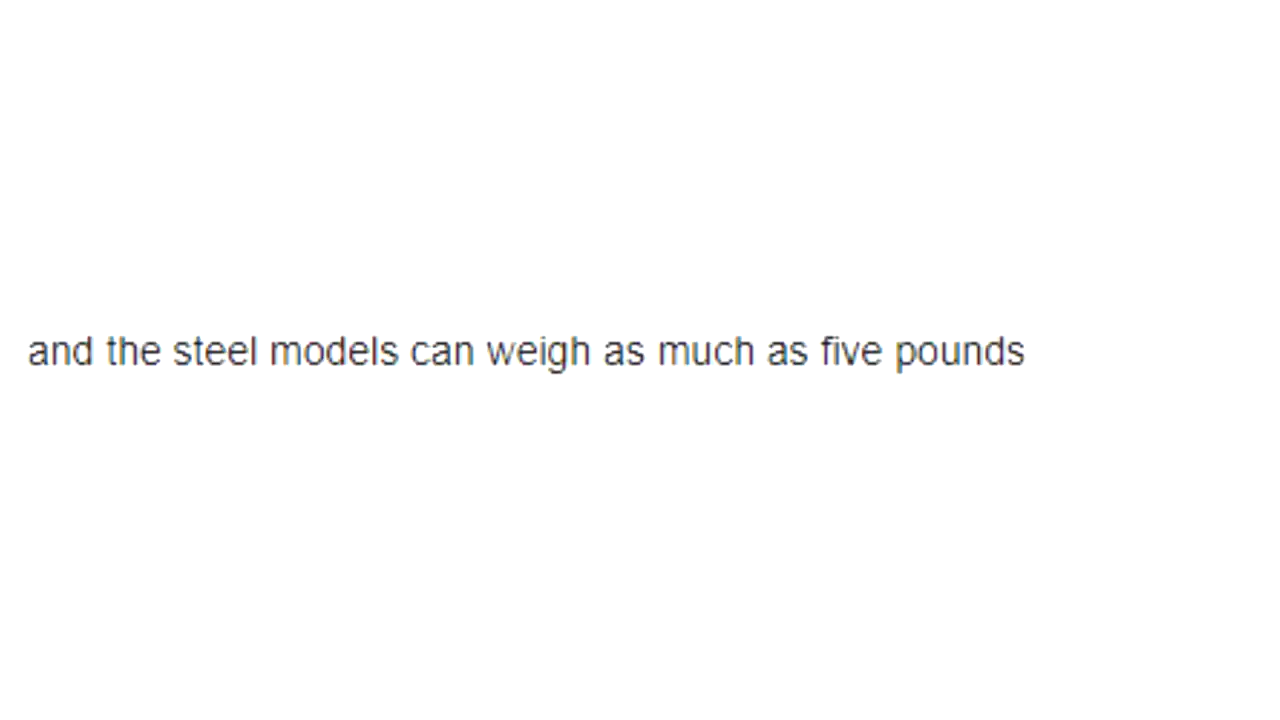 and the steel models can weigh as much as five pounds